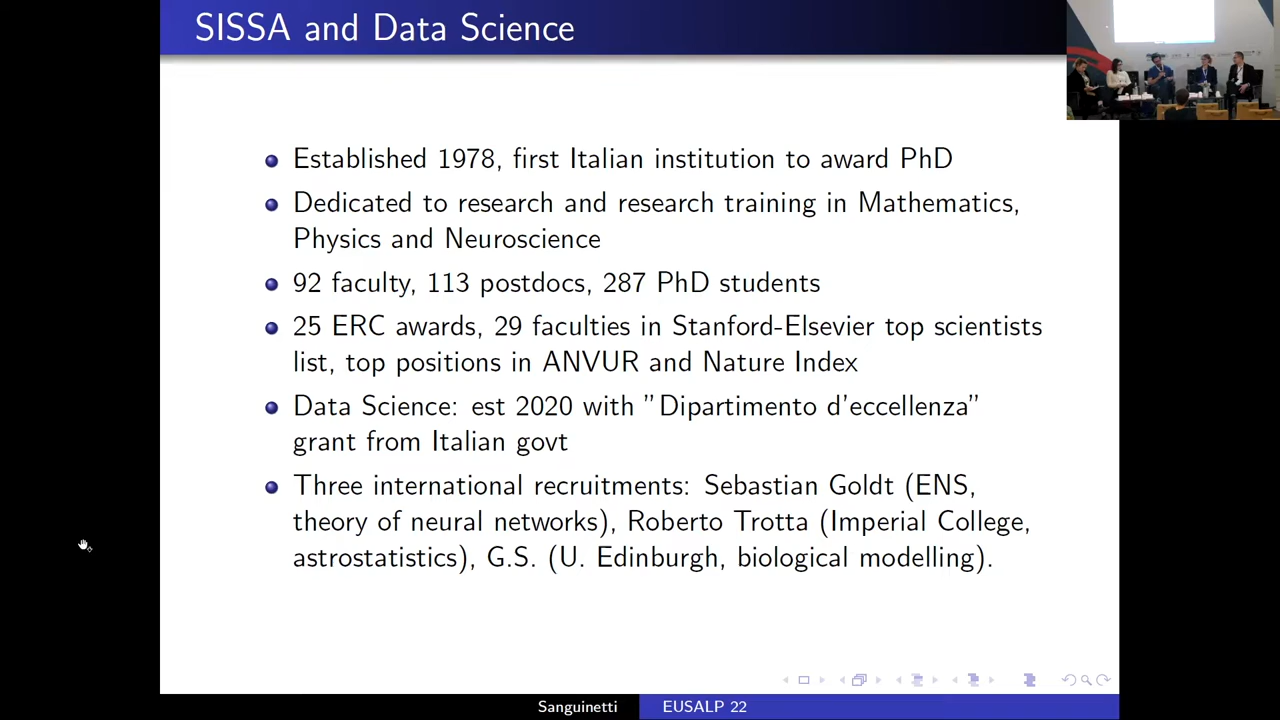 SISSA and Data Science
Established 1978, first Italian institution to award PhD
Dedicated to research and research training in Mathematics,
Physics and Neuroscience
92 faculty, 113 postdocs, 287 PhD students
25 ERC awards, 29 faculties in Stanford-Elsevier top scientists
list, top positions in ANVUR and Nature Index
Data Science: est 2020 with ”Dipartimento d'eccellenza”
grant from Italian govt
Three international recruitments: Sebastian Goldt (ENS,
theory of neural networks), Roberto Trotta (Imperial College,
astrostatistics), G.S. (U. Edinburgh, biological modelling).
Sanguinetti
EUSALP 22